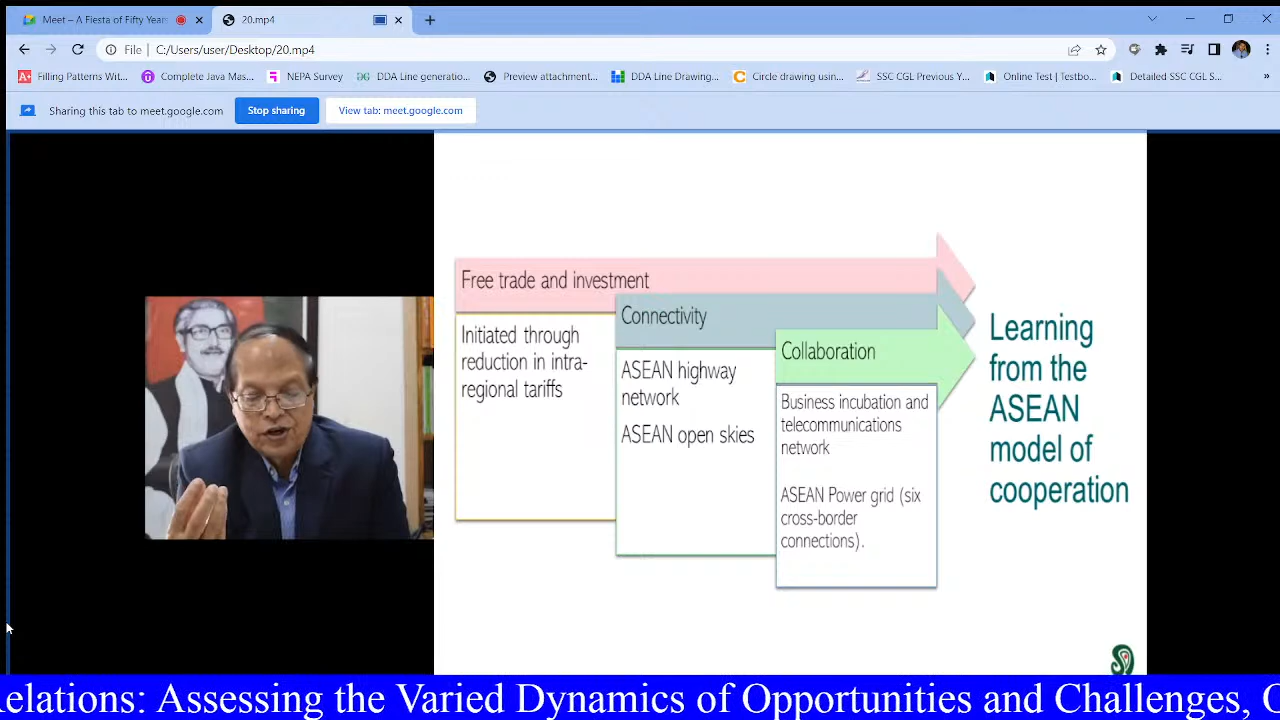 Meet – A Fiesta of Fifty Years
20.mp4
File
C:/Users/user/Desktop/20.mp4
Filling Patterns Wit...
Complete Java Mas...
NEPA Survey
DDA Line generatio...
Preview attachment...
DDA Line Drawing...
Circle drawing usin...
SSC CGL Previous Y...
Online Test1 | Testbo...
Detailed SSC CGL S...
Sharing this tab to meet.google.com
Stop sharing
View tab: meet.google.com
Free trade and investment
Initiated through
reduction in intra-
regional tariffs
Connectivity
ASEAN highway
network
ASEAN open skies
Collaboration
Business incubation and
telecommunications
network
ASEAN Power grid (six
cross-border
connections).
Learning
from the
ASEAN
model of
cooperation
elations: Assessing the Varied Dynamics of Opportunities and Challenges,